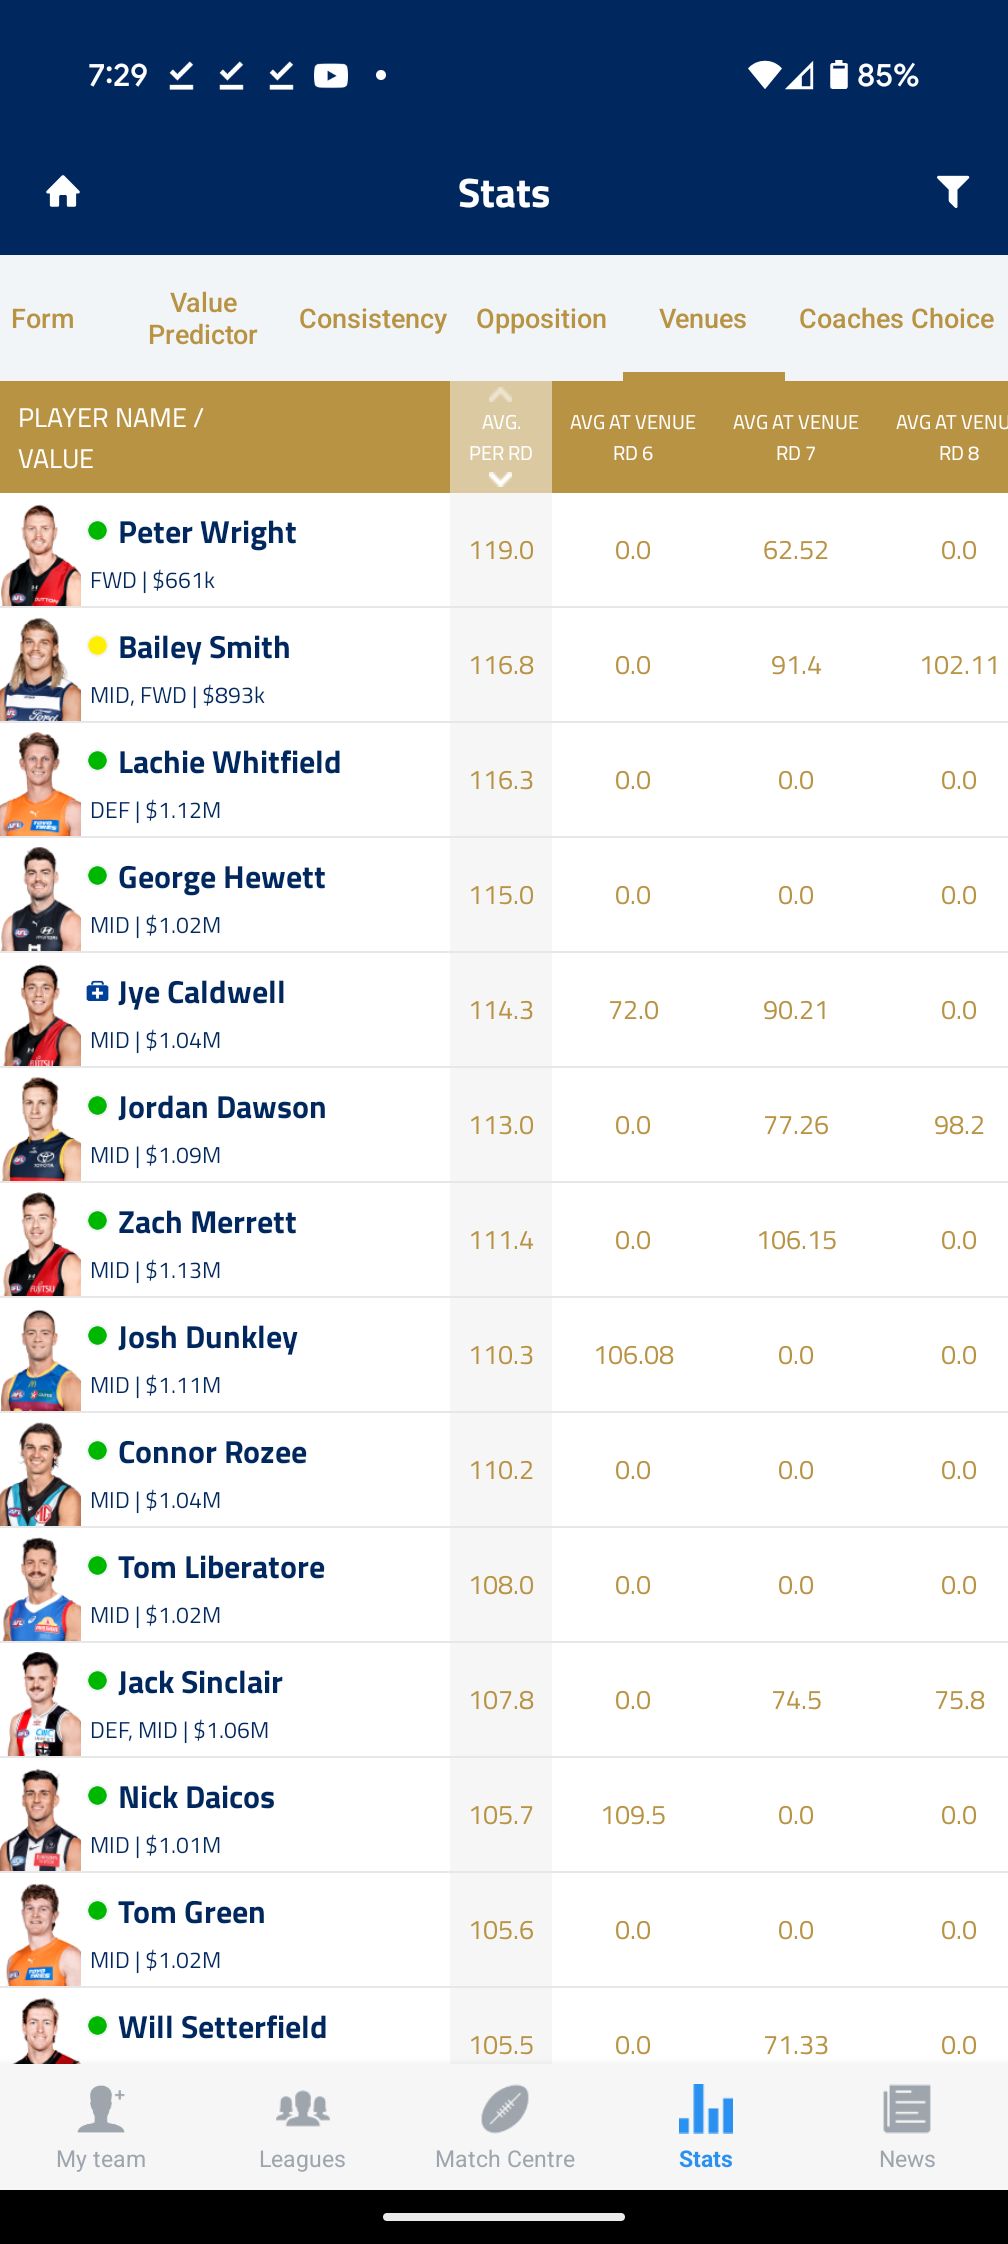 7:29
85%
Stats
Form
Value
Predictor
Consistency
Opposition
Venues
Coaches Choice
PLAYER NAME /
VALUE
AVG.
PER RD
AVG AT VENUE
RD 6
AVG AT VENUE
RD 7
AVG AT VENU
RD 8
Peter Wright
FWD | $661k
119.0 0.0 62.52 0.0
Bailey Smith
MID, FWD | $893k
116.8 0.0 91.4 102.11
Lachie Whitfield
DEF | $1.12M
116.3 0.0 0.0 0.0
George Hewett
MID | $1.02M
115.0 0.0 0.0 0.0
Jye Caldwell
MID | $1.04M
114.3 72.0 90.21 0.0
Jordan Dawson
MID | $1.09M
113.0 0.0 77.26 98.2
Zach Merrett
MID | $1.13M
111.4 0.0 106.15 0.0
Josh Dunkley
MID | $1.11M
110.3 106.08 0.0 0.0
Connor Rozee
MID | $1.04M
110.2 0.0 0.0 0.0
Tom Liberatore
MID | $1.02M
108.0 0.0 0.0 0.0
Jack Sinclair
DEF, MID | $1.06M
107.8 0.0 74.5 75.8
Nick Daicos
MID | $1.01M
105.7 109.5 0.0 0.0
Tom Green
MID | $1.02M
105.6 0.0 0.0 0.0
Will Setterfield
105.5 0.0 71.33 0.0
My team
Leagues
Match Centre
Stats
News